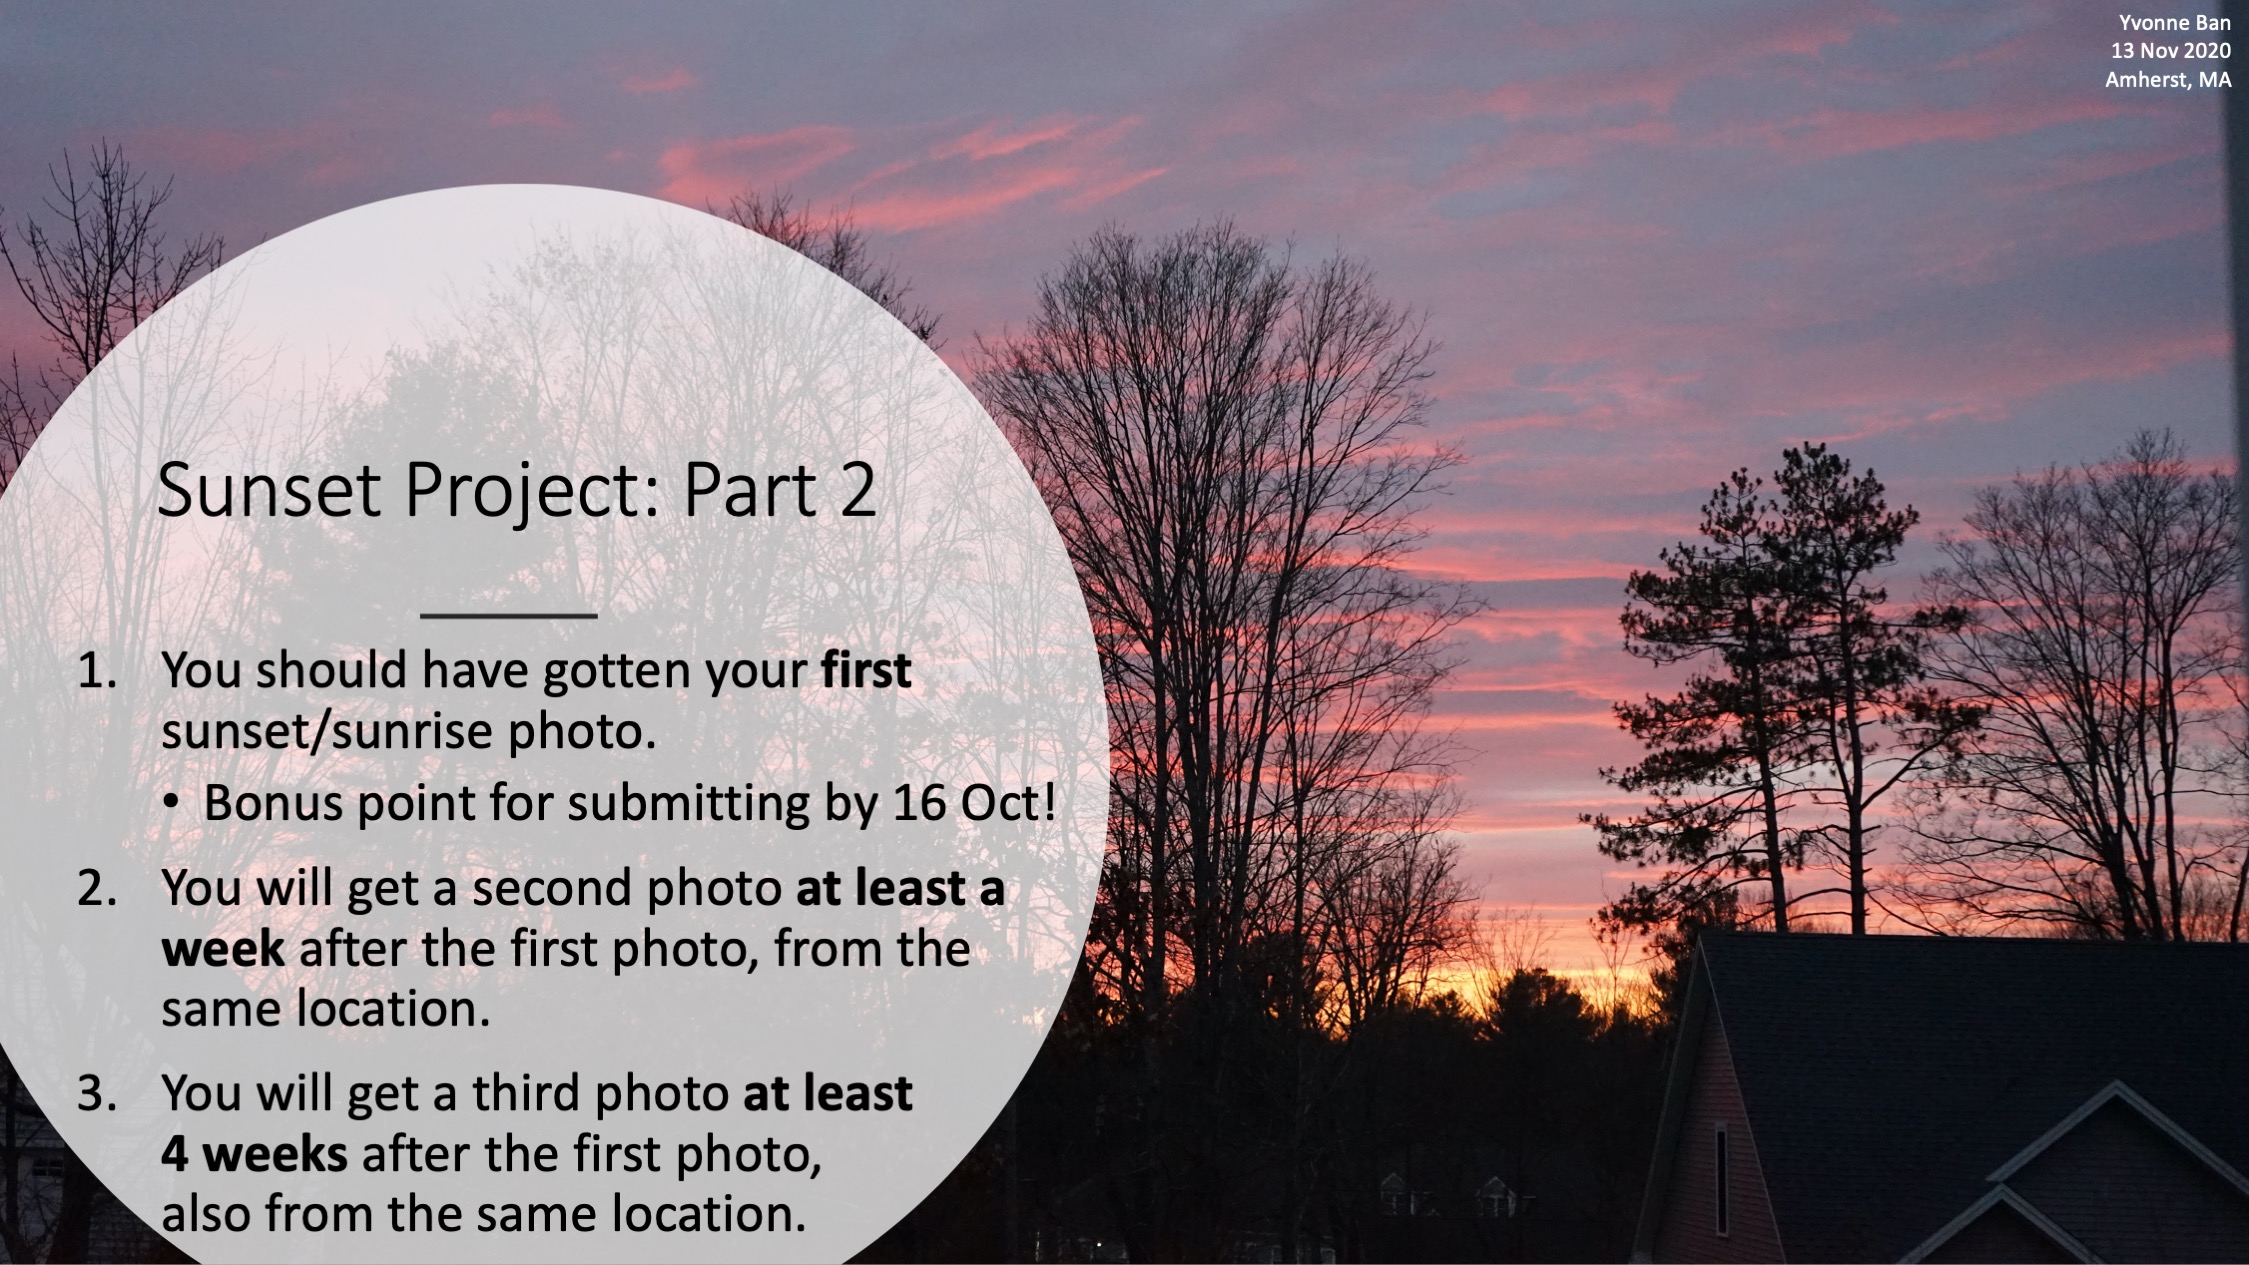 Yvonne Ban
13 Nov 2020
Amherst, MA
Sunset Project: Part 2
1. You should have gotten your first
sunset/sunrise photo.
• Bonus point for submitting by 16 Oct!
2. You will get a second photo at least a
week after the first photo, from the
same location.
3. You will get a third photo at least
4 weeks after the first photo,
also from the same location.